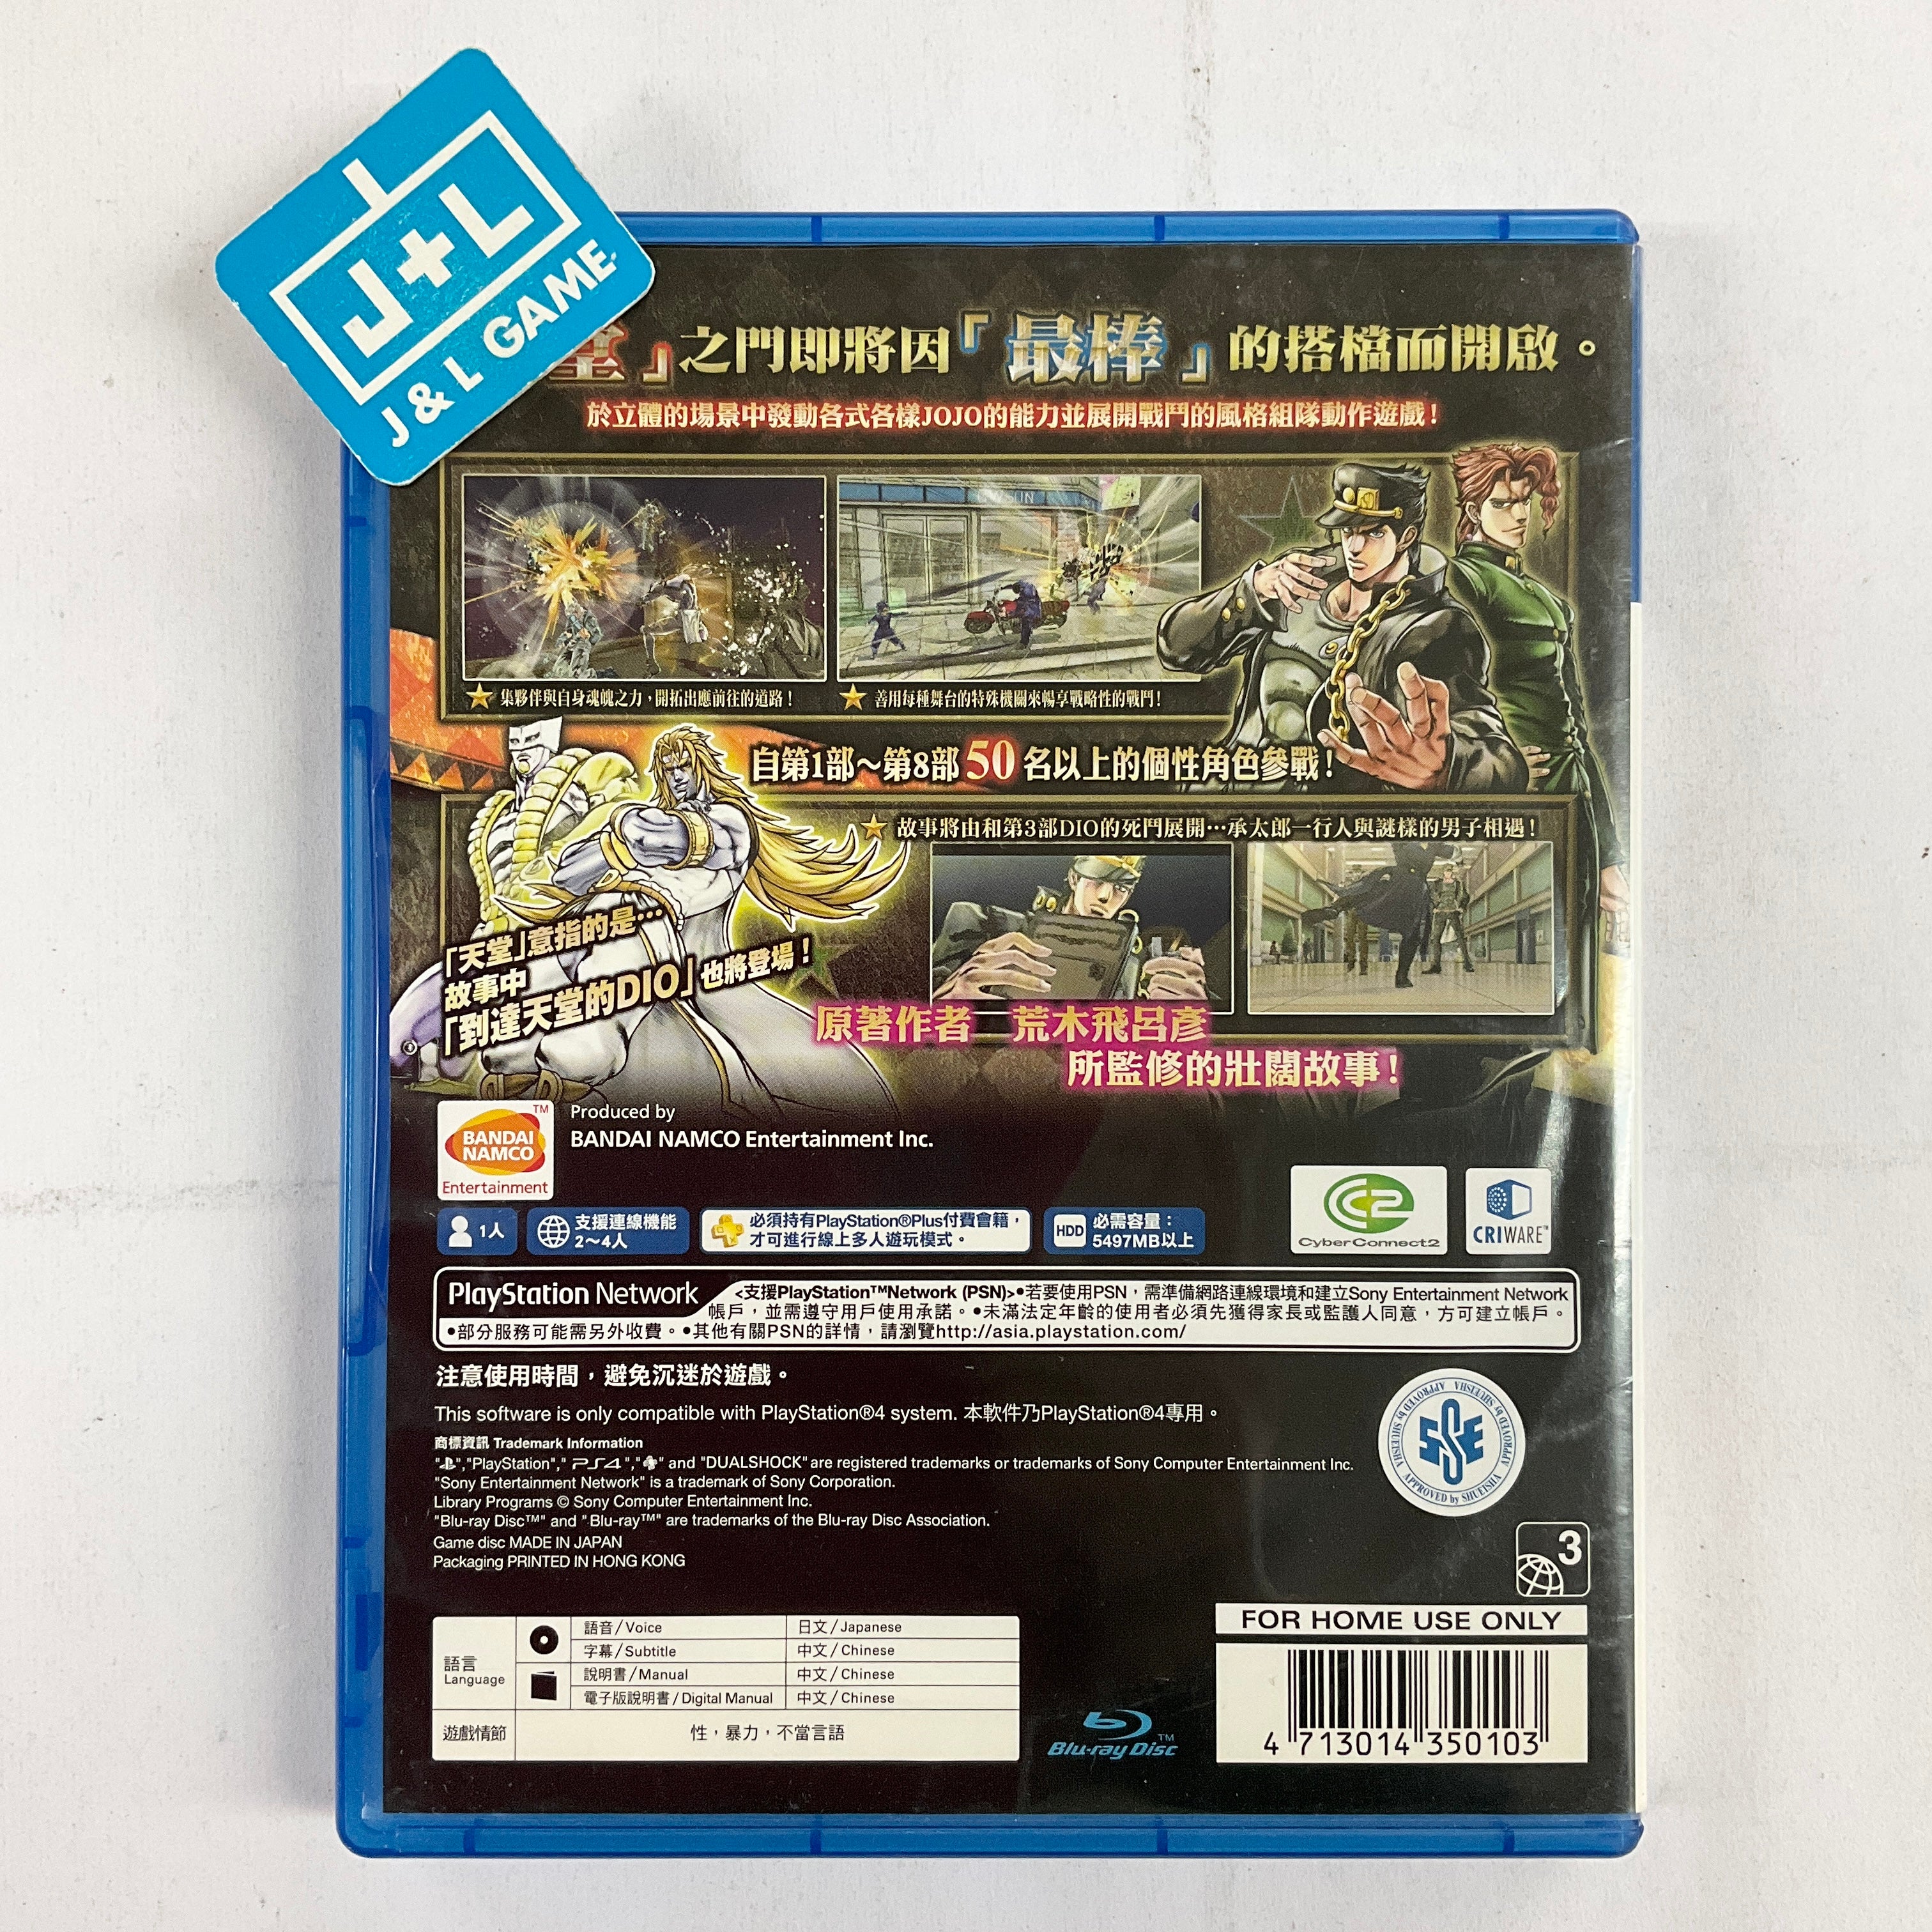 J+L
J&L GAME
堂」之門即將因「最棒」的搭檔而開啟。
於立體的場景中發動各式各樣JOJO的能力並展開戰鬥的風格組隊動作遊戲!
★集夥伴與自身魂魄之力,開拓出應前往的道路!
★善用每種舞台的特殊機關來暢享戰略性的戰鬥!
自第1部~第8部50名以上的個性角色參戰!
★故事將由和第3部DIO的死鬥展開…承太郎一行人與謎樣的男子相遇!
「天堂」意指的是…
故事中
「到達天堂的DIO」也將登場!
原著作者 荒木飛呂彥
所監修的壯闊故事!
BANDAI
NAMCO
Entertainment
TM
Produced by
BANDAI NAMCO Entertainment Inc.
CyberConnect2
CRIWARE™
1人
支援連線機能
2~4人
必須持有PlayStation®Plus付費會籍,
才可進行線上多人遊玩模式。
HDD
必需容量:
5497MB以上
PlayStation Network
<支援PlayStation™Network (PSN)>•若要使用PSN,需準備網路連線環境和建立Sony Entertainment Network
帳戶,並需遵守用戶使用承諾。•未滿法定年齡的使用者必須先獲得家長或監護人同意,方可建立帳戶。
•部分服務可能需另外收費。•其他有關PSN的詳情,請瀏覽http://asia.playstation.com/
注意使用時間,避免沉迷於遊戲。
This software is only compatible with PlayStation®4 system. 本軟件乃PlayStation®4專用。
商標資訊 Trademark Information
"","PlayStation","PS4","" and "DUALSHOCK" are registered trademarks or trademarks of Sony Computer Entertainment Inc.
"Sony Entertainment Network" is a trademark of Sony Corporation.
Library Programs © Sony Computer Entertainment Inc.
"Blu-ray Disc™" and "Blu-ray™" are trademarks of the Blu-ray Disc Association.
Game disc MADE IN JAPAN
Packaging PRINTED IN HONG KONG
APPROVED by SHUEISHA APPROVED by SHUEISHA APPROVED by SHUEISHA
3
語言
Language
語音/Voice 日文/Japanese
字幕/Subtitle 中文/Chinese
說明書/Manual 中文/Chinese
電子版說明書/Digital Manual 中文/Chinese
遊戲情節 性,暴力,不當言語
Blu-ray Disc™
FOR HOME USE ONLY
4 713014 350103